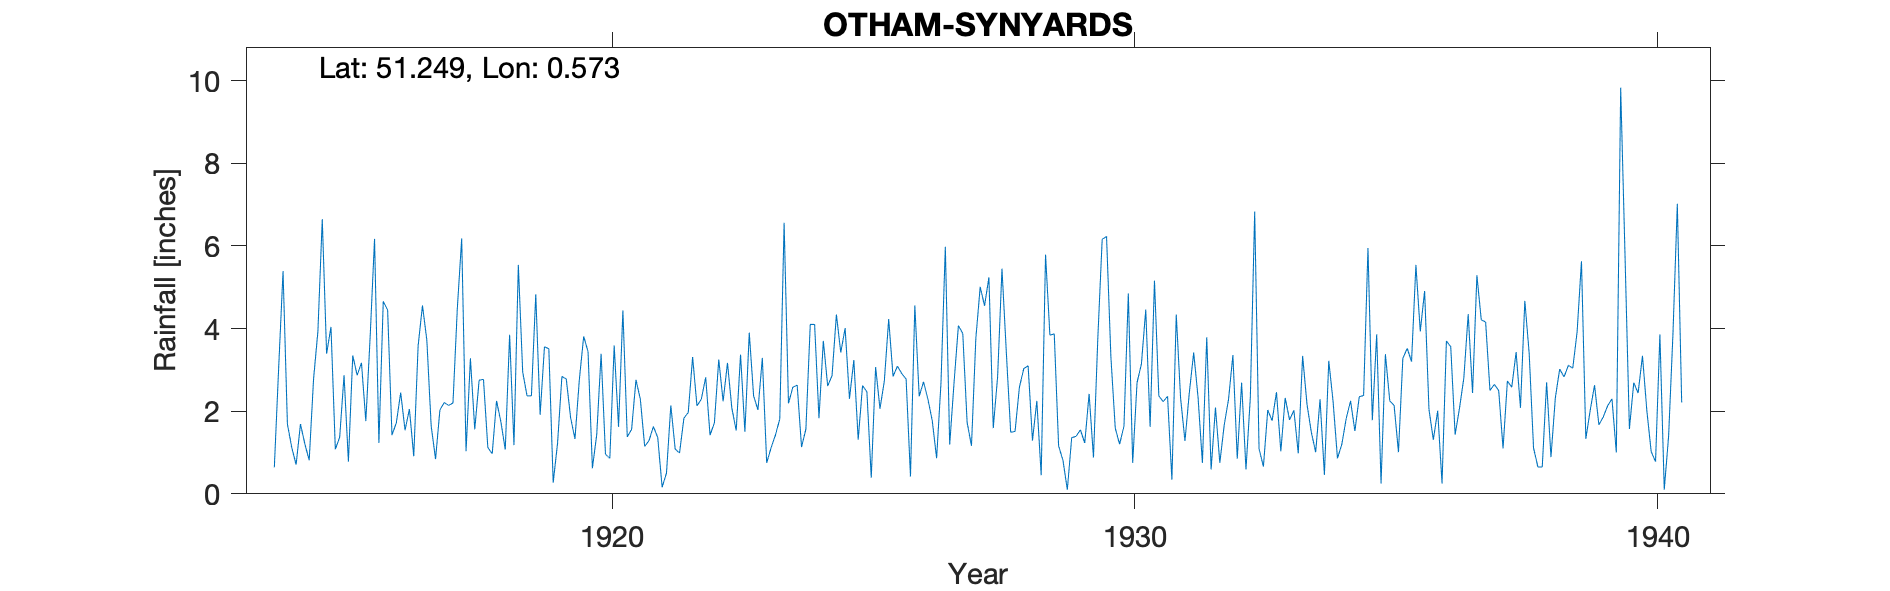 OTHAM-SYNYARDS
Lat: 51.249, Lon: 0.573
10
8
6
4
2
0
Rainfall [inches]
1920
1930
1940
Year